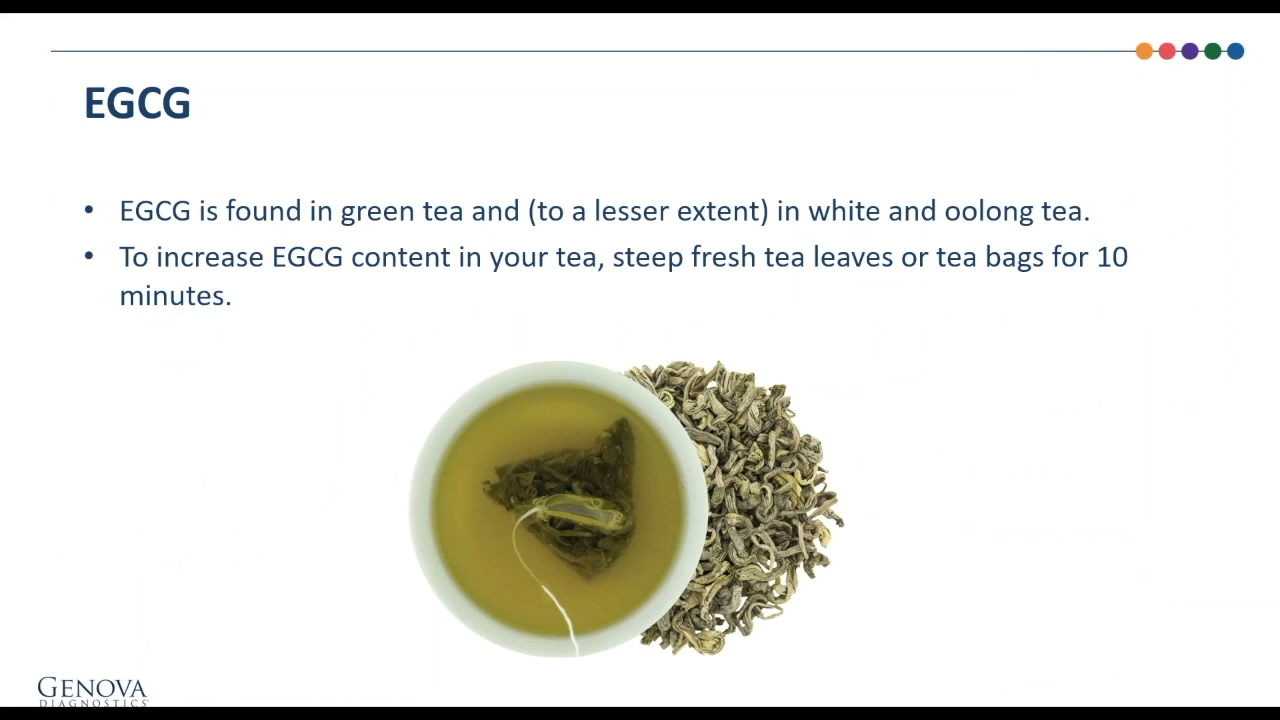 EGCG
• EGCG is found in green tea and (to a lesser extent) in white and oolong tea.
• To increase EGCG content in your tea, steep fresh tea leaves or tea bags for 10
minutes.
GENOVA
DIAGNOSTICS